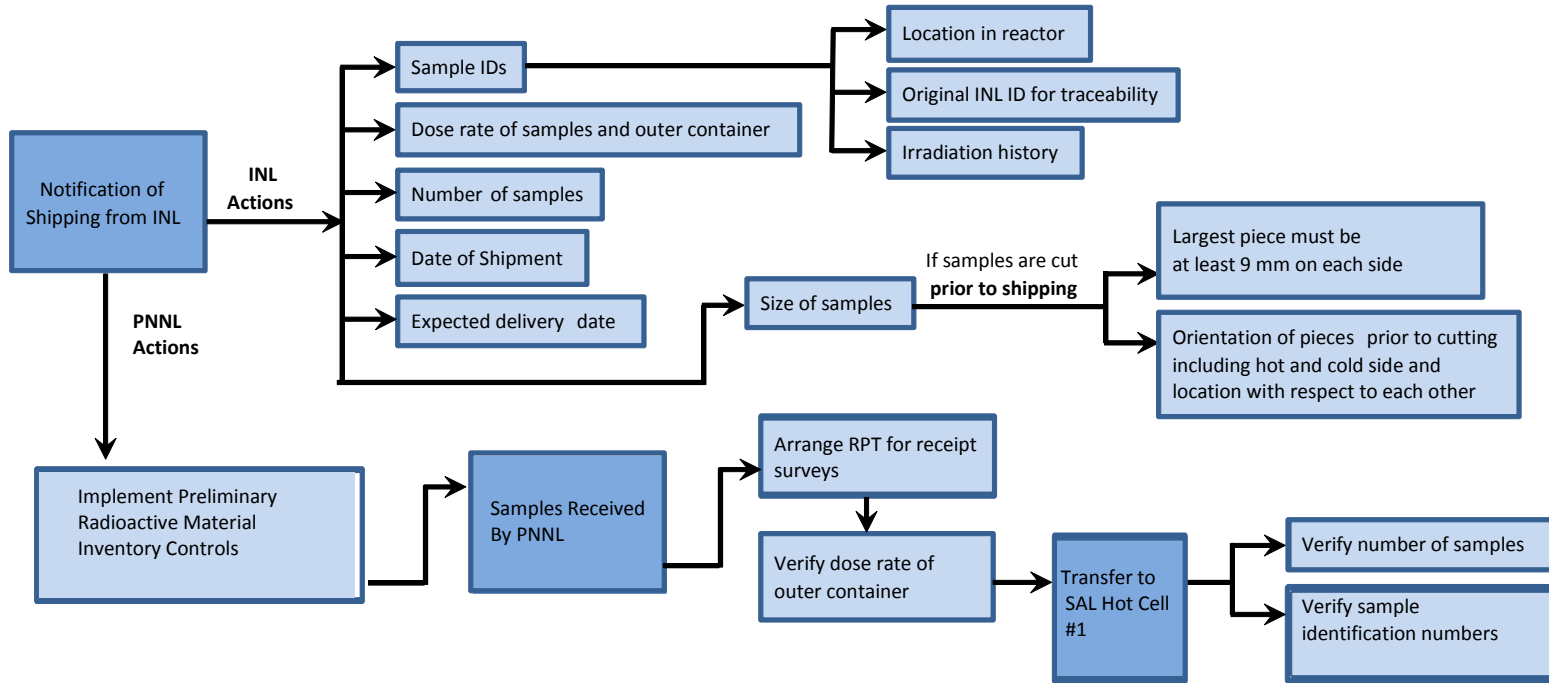 Notification of
Shipping from INL
INL
Actions
Sample IDs
Location in reactor
Original INL ID for traceability
Irradiation history
Dose rate of samples and outer container
Number of samples
Date of Shipment
Expected delivery date
Size of samples
If samples are cut
prior to shipping
Largest piece must be
at least 9 mm on each side
Orientation of pieces prior to cutting
including hot and cold side and
location with respect to each other
PNNL
Actions
Implement Preliminary
Radioactive Material
Inventory Controls
Samples Received
By PNNL
Arrange RPT for receipt
surveys
Verify dose rate of
outer container
Transfer to
SAL Hot Cell
#1
Verify number of samples
Verify sample
identification numbers